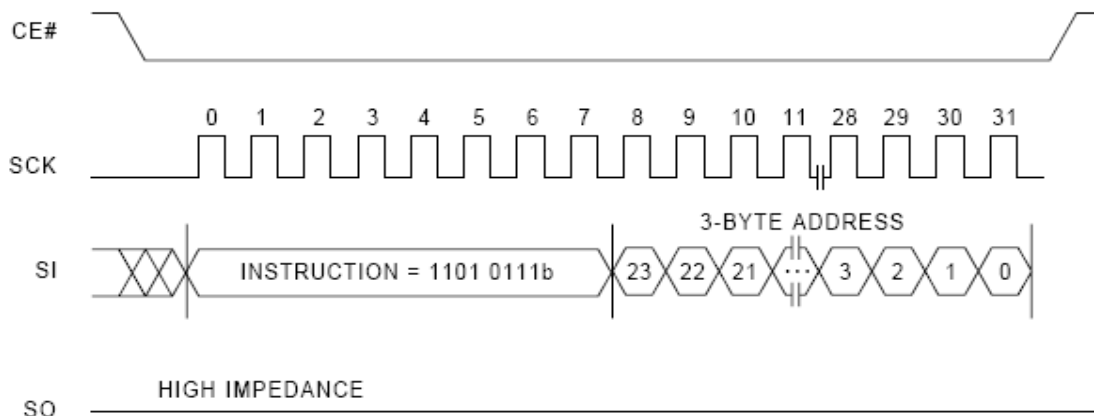 CE#
0 1 2 3 4 5 6 7 8 9 10 11 28 29 30 31
SCK
3-BYTE ADDRESS
SI INSTRUCTION = 1101 0111b 23 22 21 ... 3 2 1 0
HIGH IMPEDANCE
SO